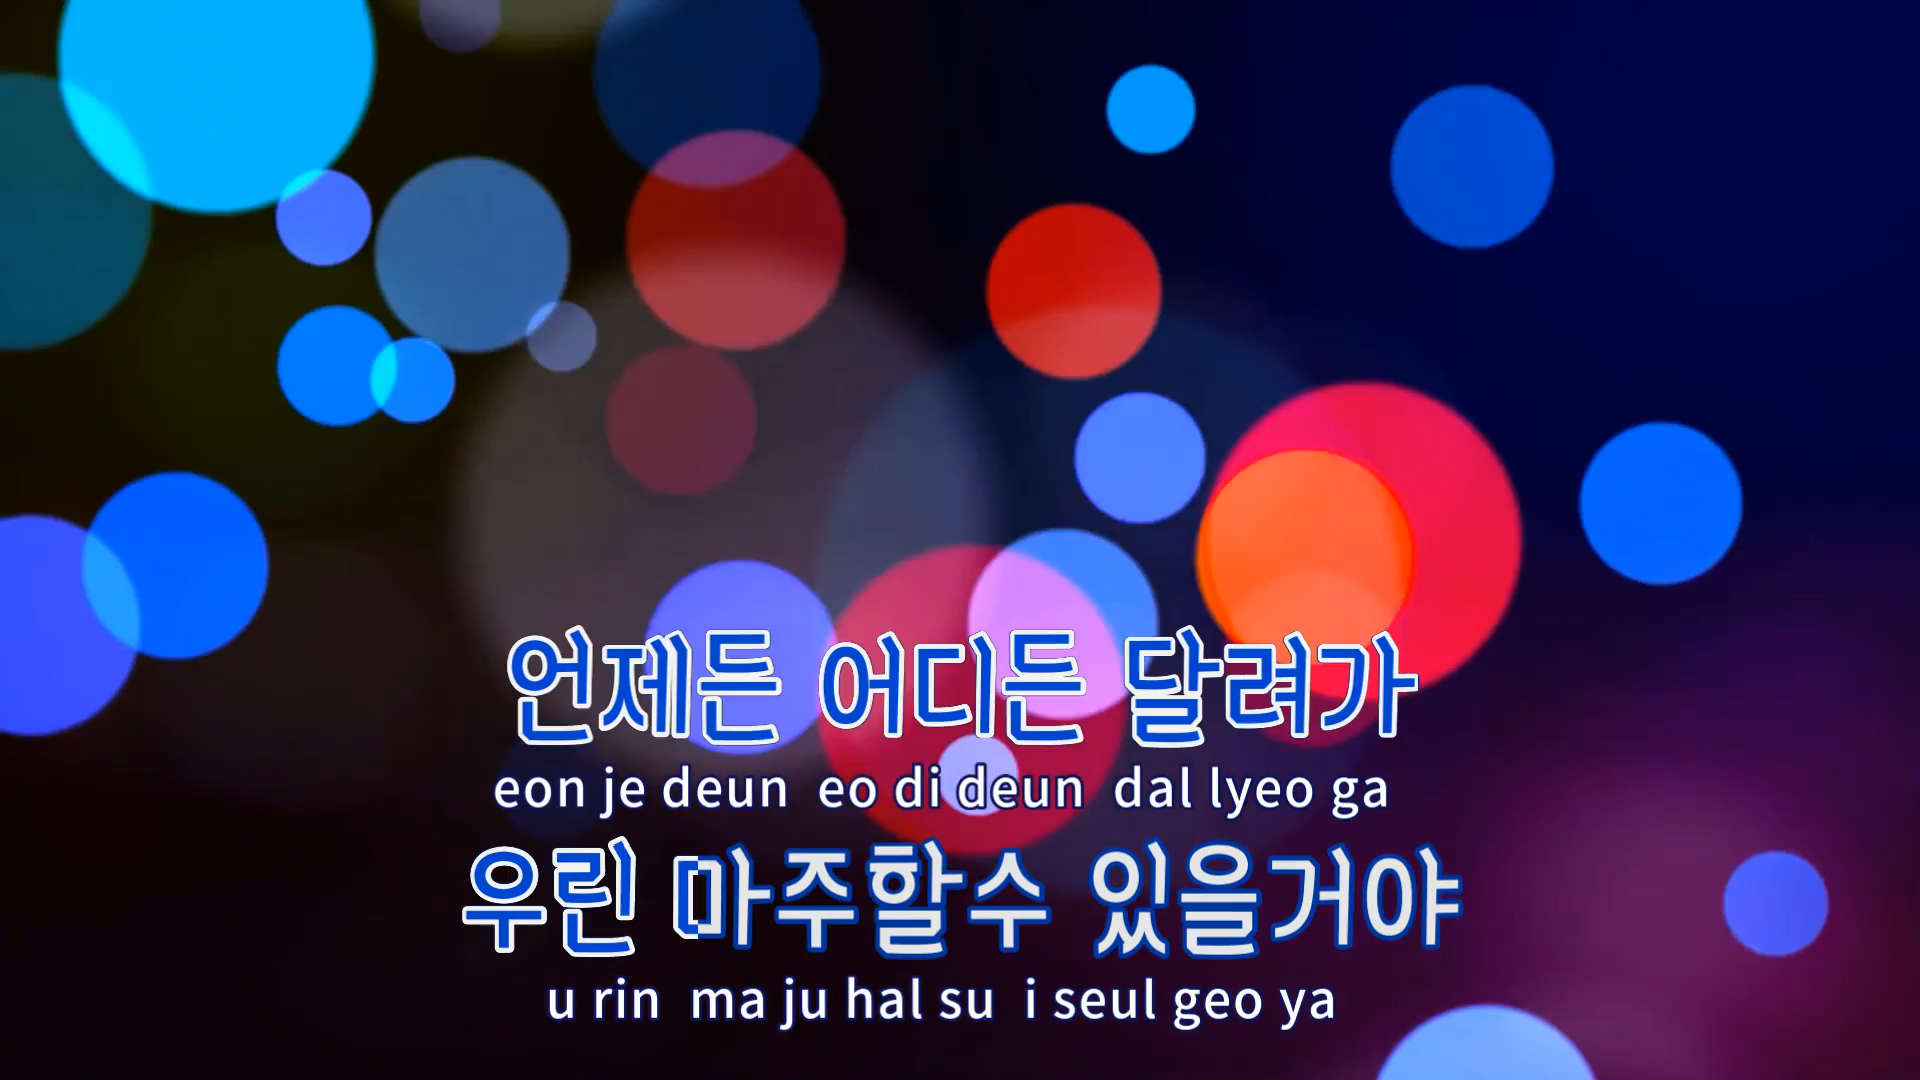 언제든 어디든 달려가
eon je deun eo di deun dal lyeo ga
우린 마주할수 있을거야
u rin ma ju hal su i seul geo ya